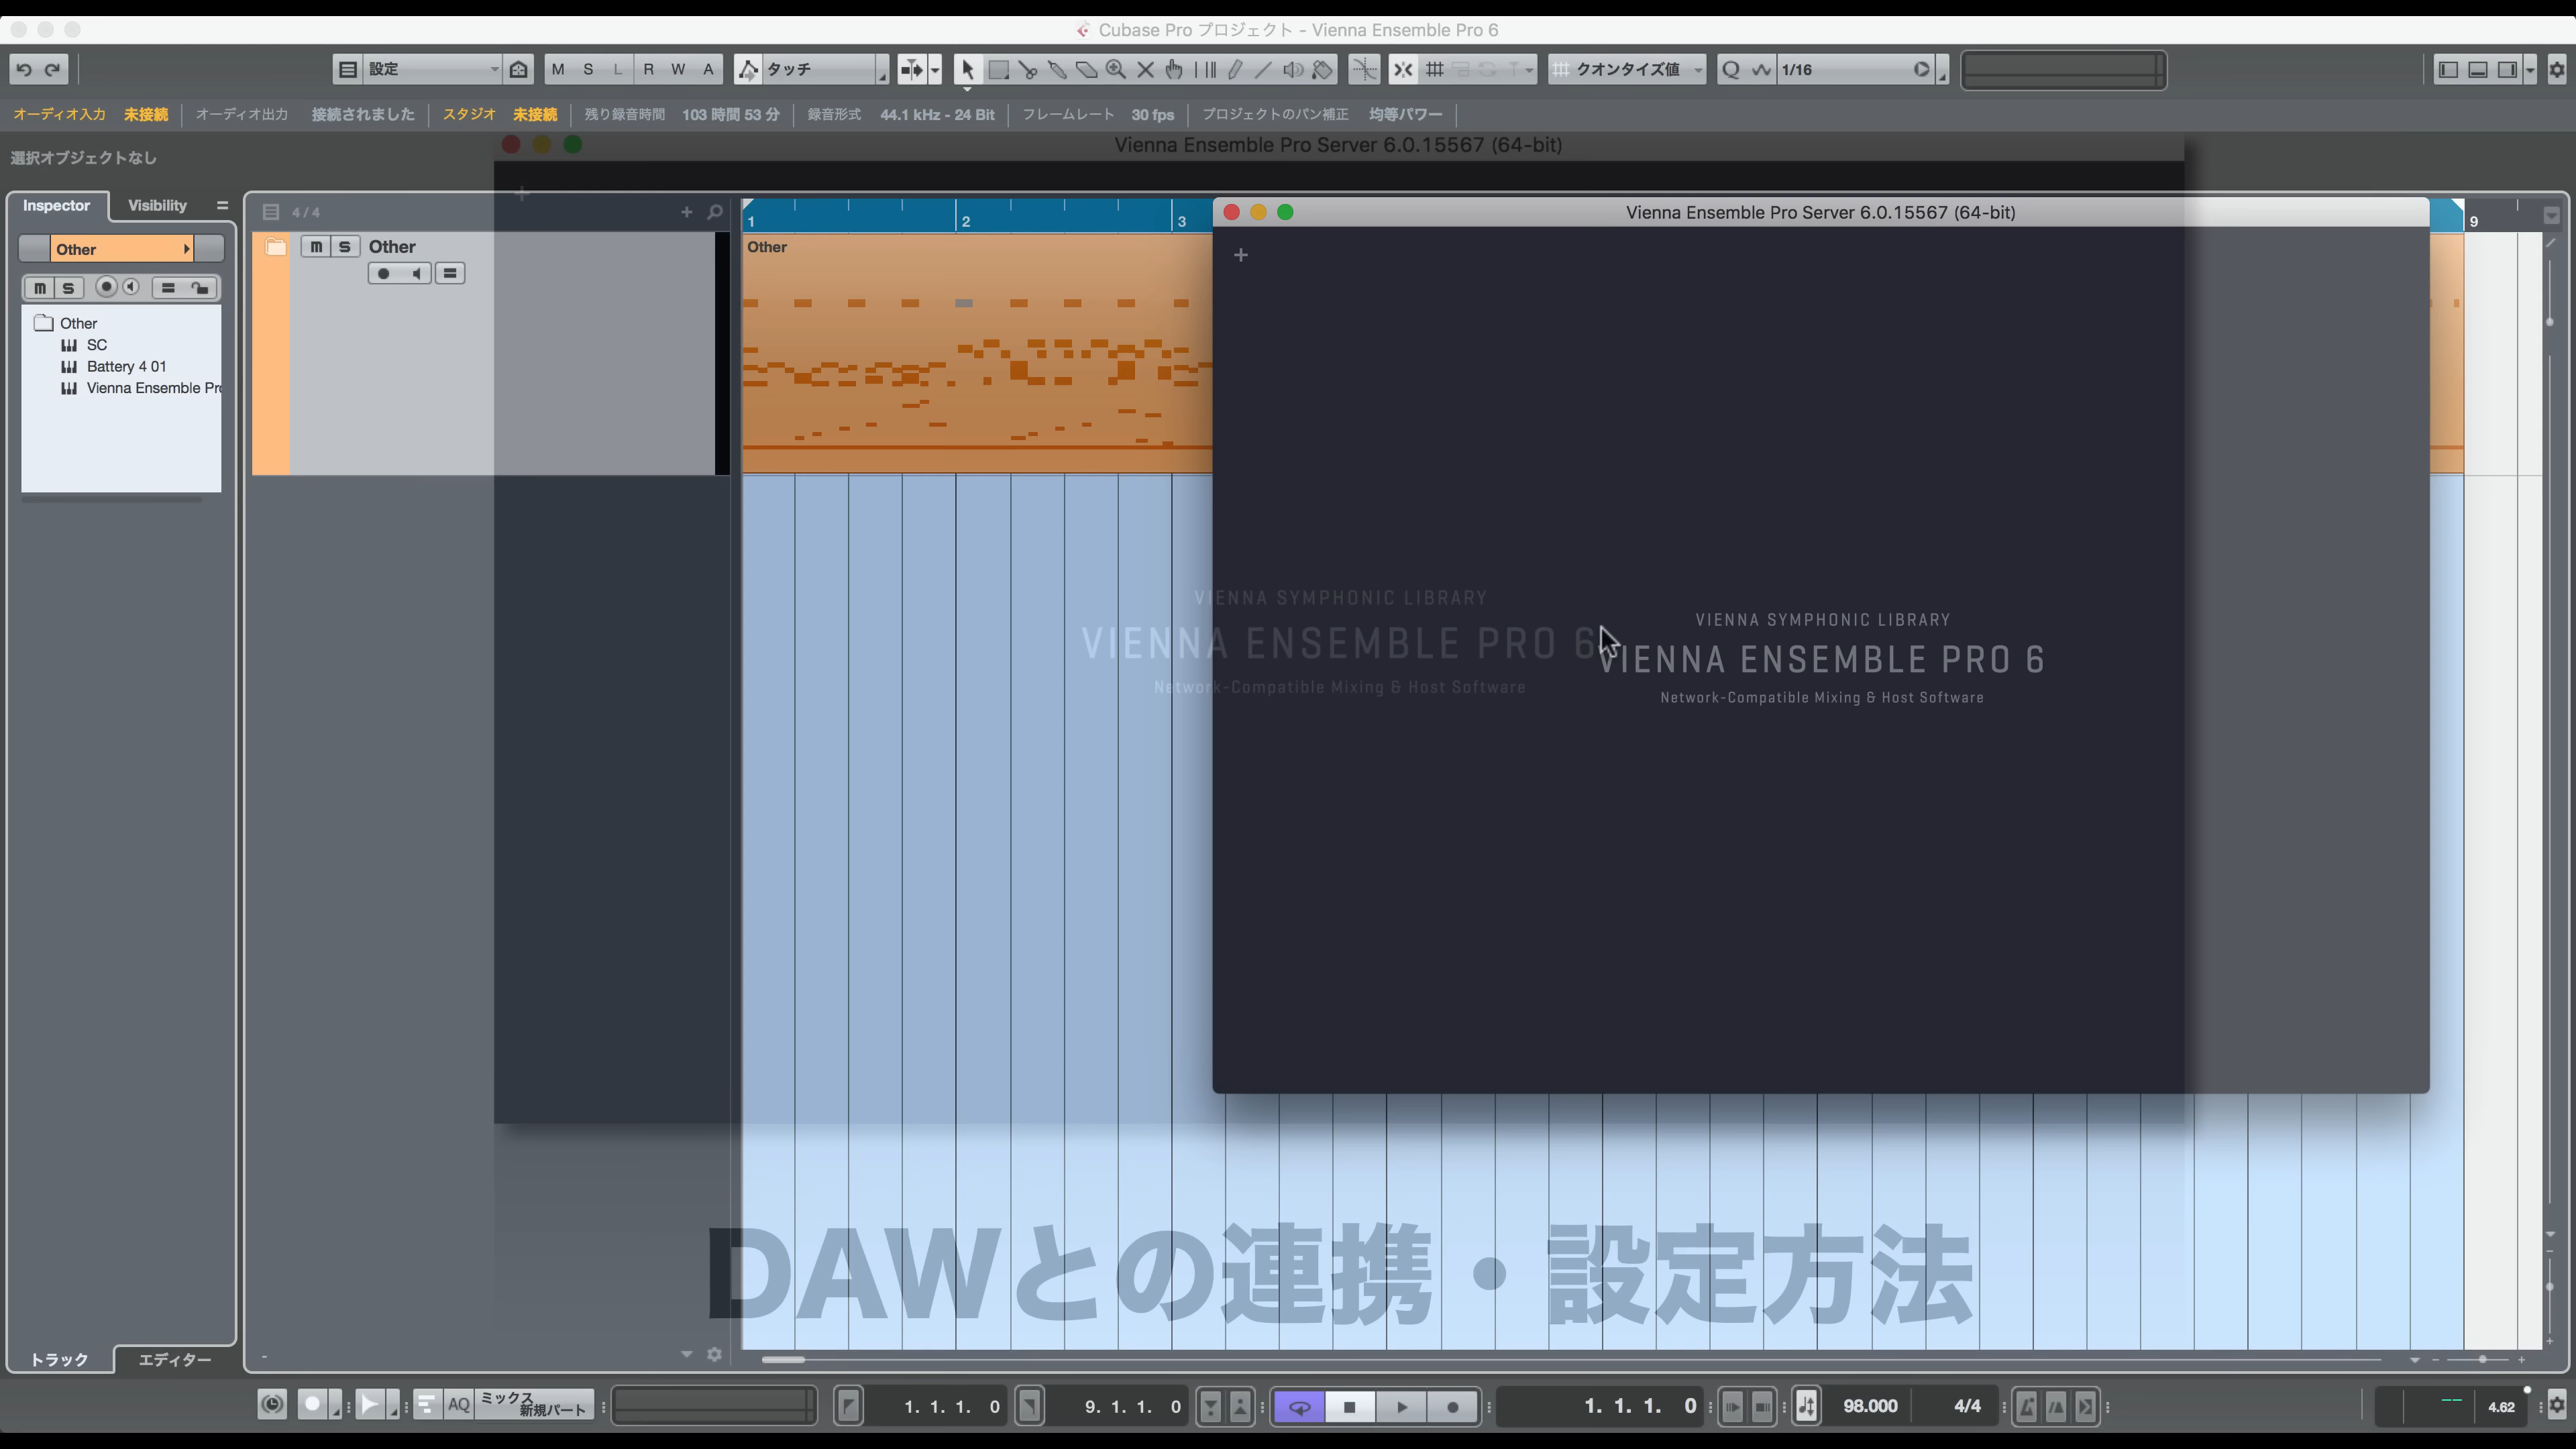 Cubase Pro プロジェクト - Vienna Ensemble Pro 6
設定
M S L R W A
タッチ
クオンタイズ値
Q
1/16
オーディオ入力 未接続
オーディオ出力 接続されました
スタジオ 未接続
残り録音時間 103 時間 53 分
録音形式 44.1 kHz - 24 Bit
フレームレート 30 fps
プロジェクトのパン補正 均等パワー
選択オブジェクトなし
Vienna Ensemble Pro Server 6.0.15567 (64-bit)
Inspector Visibility
4 / 4
1 2 3 9
Vienna Ensemble Pro Server 6.0.15567 (64-bit)
Other
m s Other
Other
m s
Other
SC
Battery 4 01
Vienna Ensemble Pro
VIENNA SYMPHONIC LIBRARY
VIENNA ENSEMBLE PRO 6
Network-Compatible Mixing & Host Software
VIENNA SYMPHONIC LIBRARY
VIENNA ENSEMBLE PRO 6
Network-Compatible Mixing & Host Software
DAWとの連携・設定方法
トラック エディター
AQ
ミックス
新規パート
1. 1. 1. 0
9. 1. 1. 0
1. 1. 1. 0
98.000
4/4
4.62